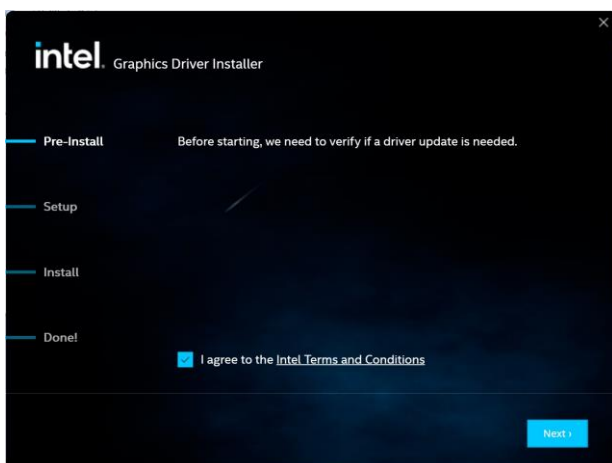 intel. Graphics Driver Installer
Pre-Install
Before starting, we need to verify if a driver update is needed.
Setup
Install
Done!
I agree to the Intel Terms and Conditions
Next ›